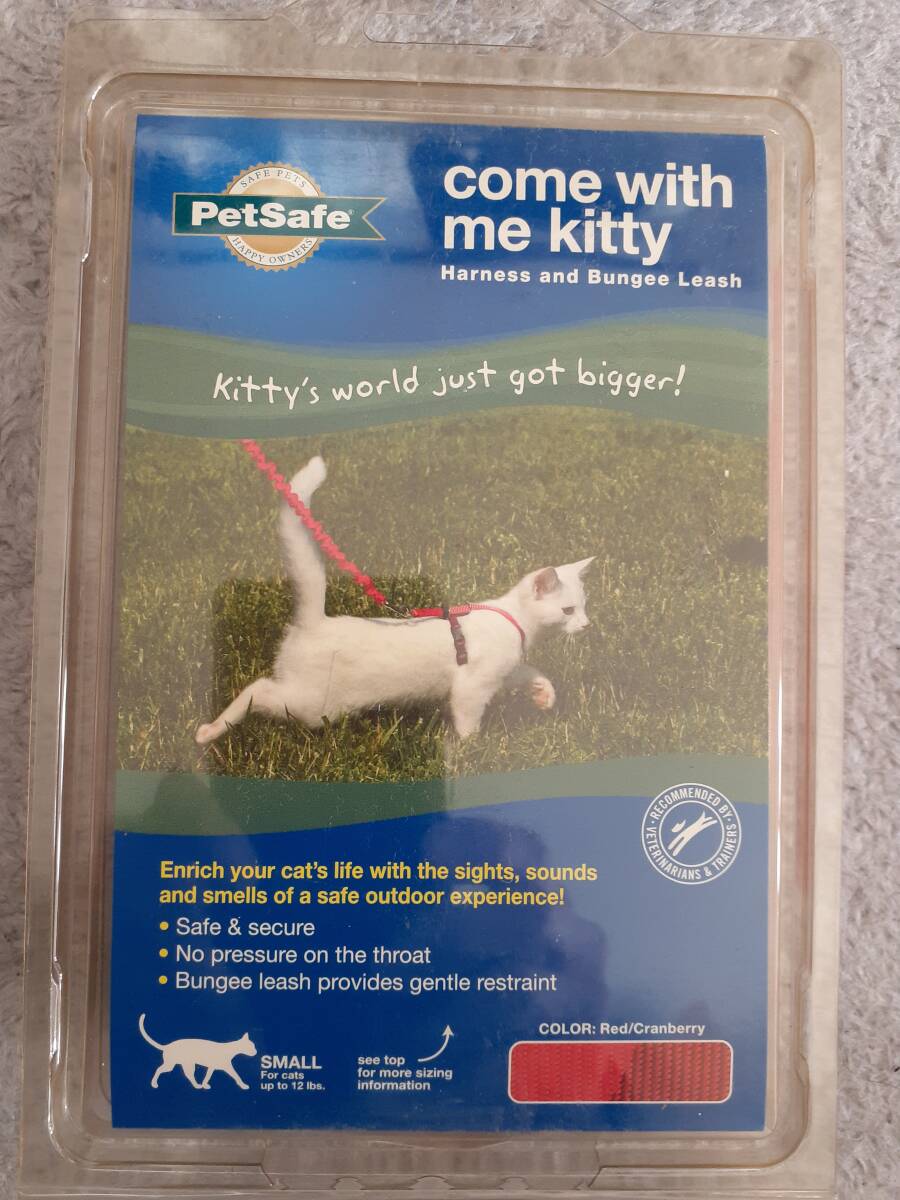 SAFE PETS
PetSafe®
HAPPY OWNERS
come with
me kitty
Harness and Bungee Leash
Kitty's world just got bigger!
RECOMMENDED BY
VETERINARIANS & TRAINERS
Enrich your cat's life with the sights, sounds
and smells of a safe outdoor experience!
• Safe & secure
• No pressure on the throat
• Bungee leash provides gentle restraint
SMALL
For cats
up to 12 lbs.
see top
for more sizing
information
COLOR: Red/Cranberry